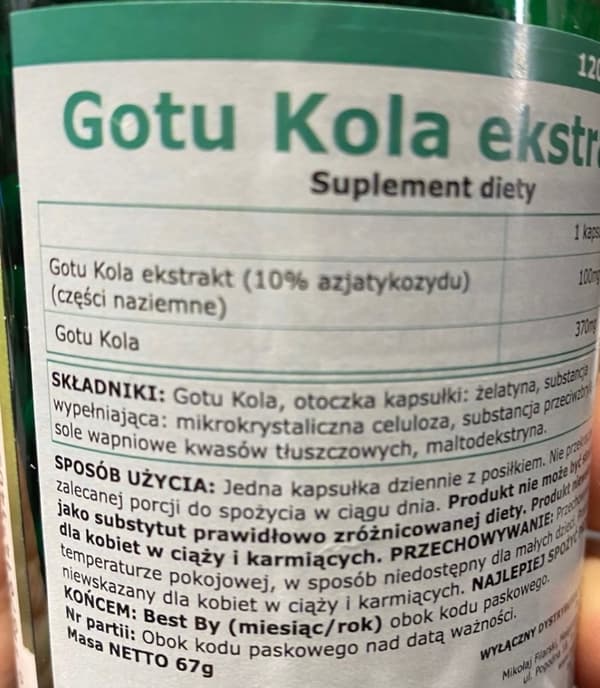 120
Gotu Kola ekstr
Suplement diety
1 kaps
Gotu Kola ekstrakt (10% azjatykozydu)
100mg
(części naziemne)
Gotu Kola
370mg
SKŁADNIKI: Gotu Kola, otoczka kapsułki: żelatyna, substancja
wypełniająca: mikrokrystaliczna celuloza, substancja
sole wapniowe kwasów tłuszczowych, maltodekstryna.
SPOSÓB UŻYCIA: Jedna kapsułka dziennie z posiłkiem. Nie
zalecanej porcji do spożycia w ciągu dnia. Produkt nie może być
jako substytut prawidłowo zróżnicowanej diety. Produkt
dla kobiet w ciąży i karmiących. PRZECHOWYWANIE:
temperaturze pokojowej, w sposób niedostępny dla małych dzieci.
niewskazany dla kobiet w ciąży i karmiących. NAJLEPIEJ SPOŻYĆ
KOŃCEM: Best By (miesiąc/rok) obok kodu paskowego.
Nr partii: Obok kodu paskowego nad datą ważności.
Masa NETTO 67g
WYŁĄCZNY
Mikołaj
ul.